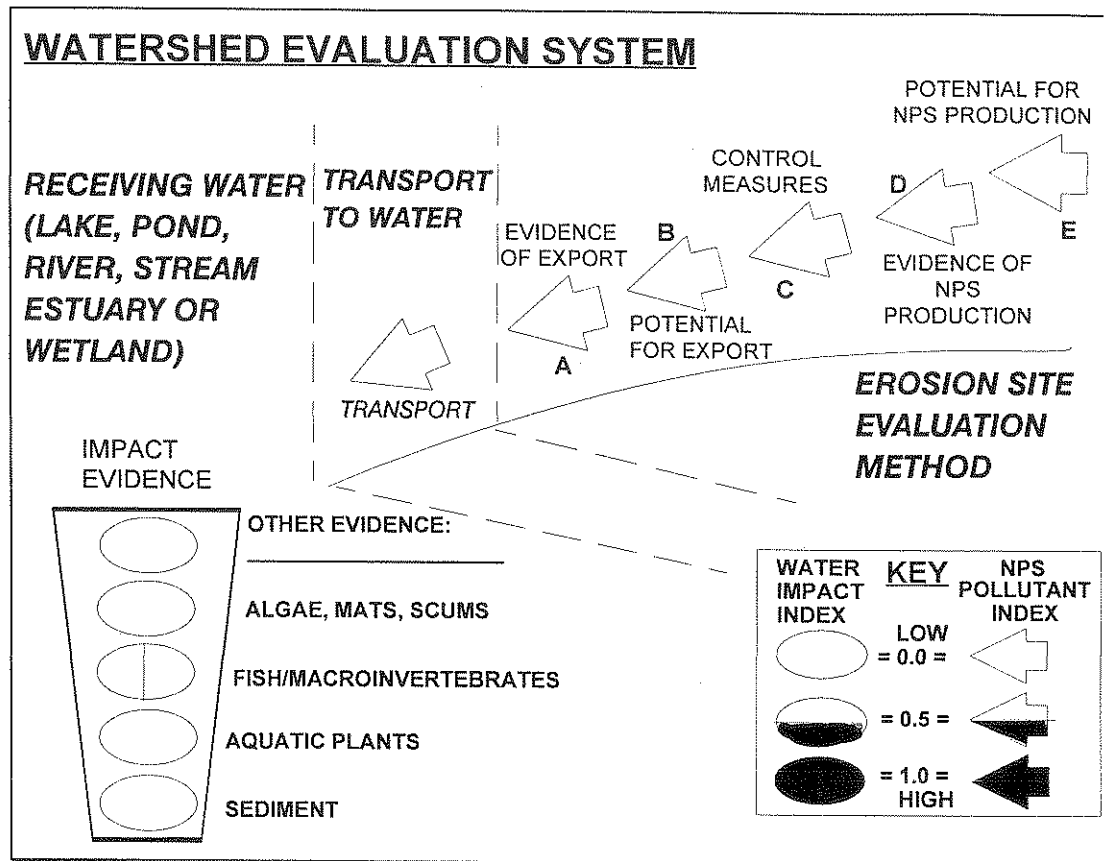 WATERSHED EVALUATION SYSTEM
RECEIVING WATER
(LAKE, POND,
RIVER, STREAM
ESTUARY OR
WETLAND)
TRANSPORT
TO WATER
TRANSPORT
EVIDENCE
OF EXPORT
A
B
POTENTIAL
FOR EXPORT
CONTROL
MEASURES
C
D
EVIDENCE OF
NPS
PRODUCTION
POTENTIAL FOR
NPS PRODUCTION
E
EROSION SITE
EVALUATION
METHOD
IMPACT
EVIDENCE
OTHER EVIDENCE:
ALGAE, MATS, SCUMS
FISH/MACROINVERTEBRATES
AQUATIC PLANTS
SEDIMENT
WATER
IMPACT
INDEX
KEY
NPS
POLLUTANT
INDEX
LOW
= 0.0 =
= 0.5 =
= 1.0 =
HIGH